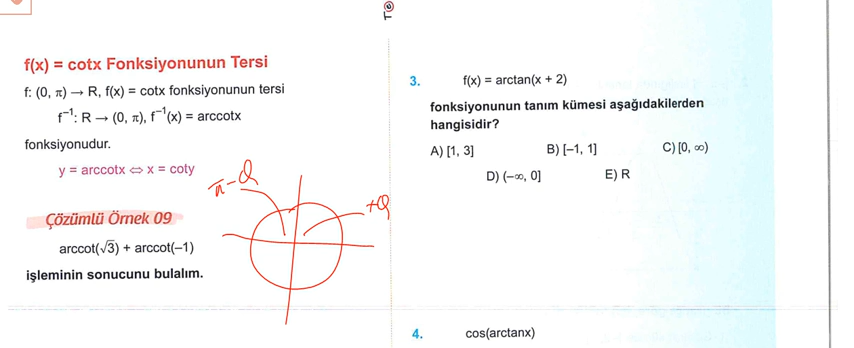 f(x) = cotx Fonksiyonunun Tersi
f: (0, π) → R, f(x) = cotx fonksiyonunun tersi
f⁻¹: R → (0, π), f⁻¹(x) = arccotx
fonksiyonudur.
y = arccotx ⇔ x = coty
π-Q
+Q
Çözümlü Örnek 09
arccot(√3) + arccot(–1)
işleminin sonucunu bulalım.
3.
f(x) = arctan(x + 2)
fonksiyonunun tanım kümesi aşağıdakilerden
hangisidir?
A) [1, 3] B) [–1, 1] C) [0, ∞)
D) (–∞, 0] E) R
4.
cos(arctanx)